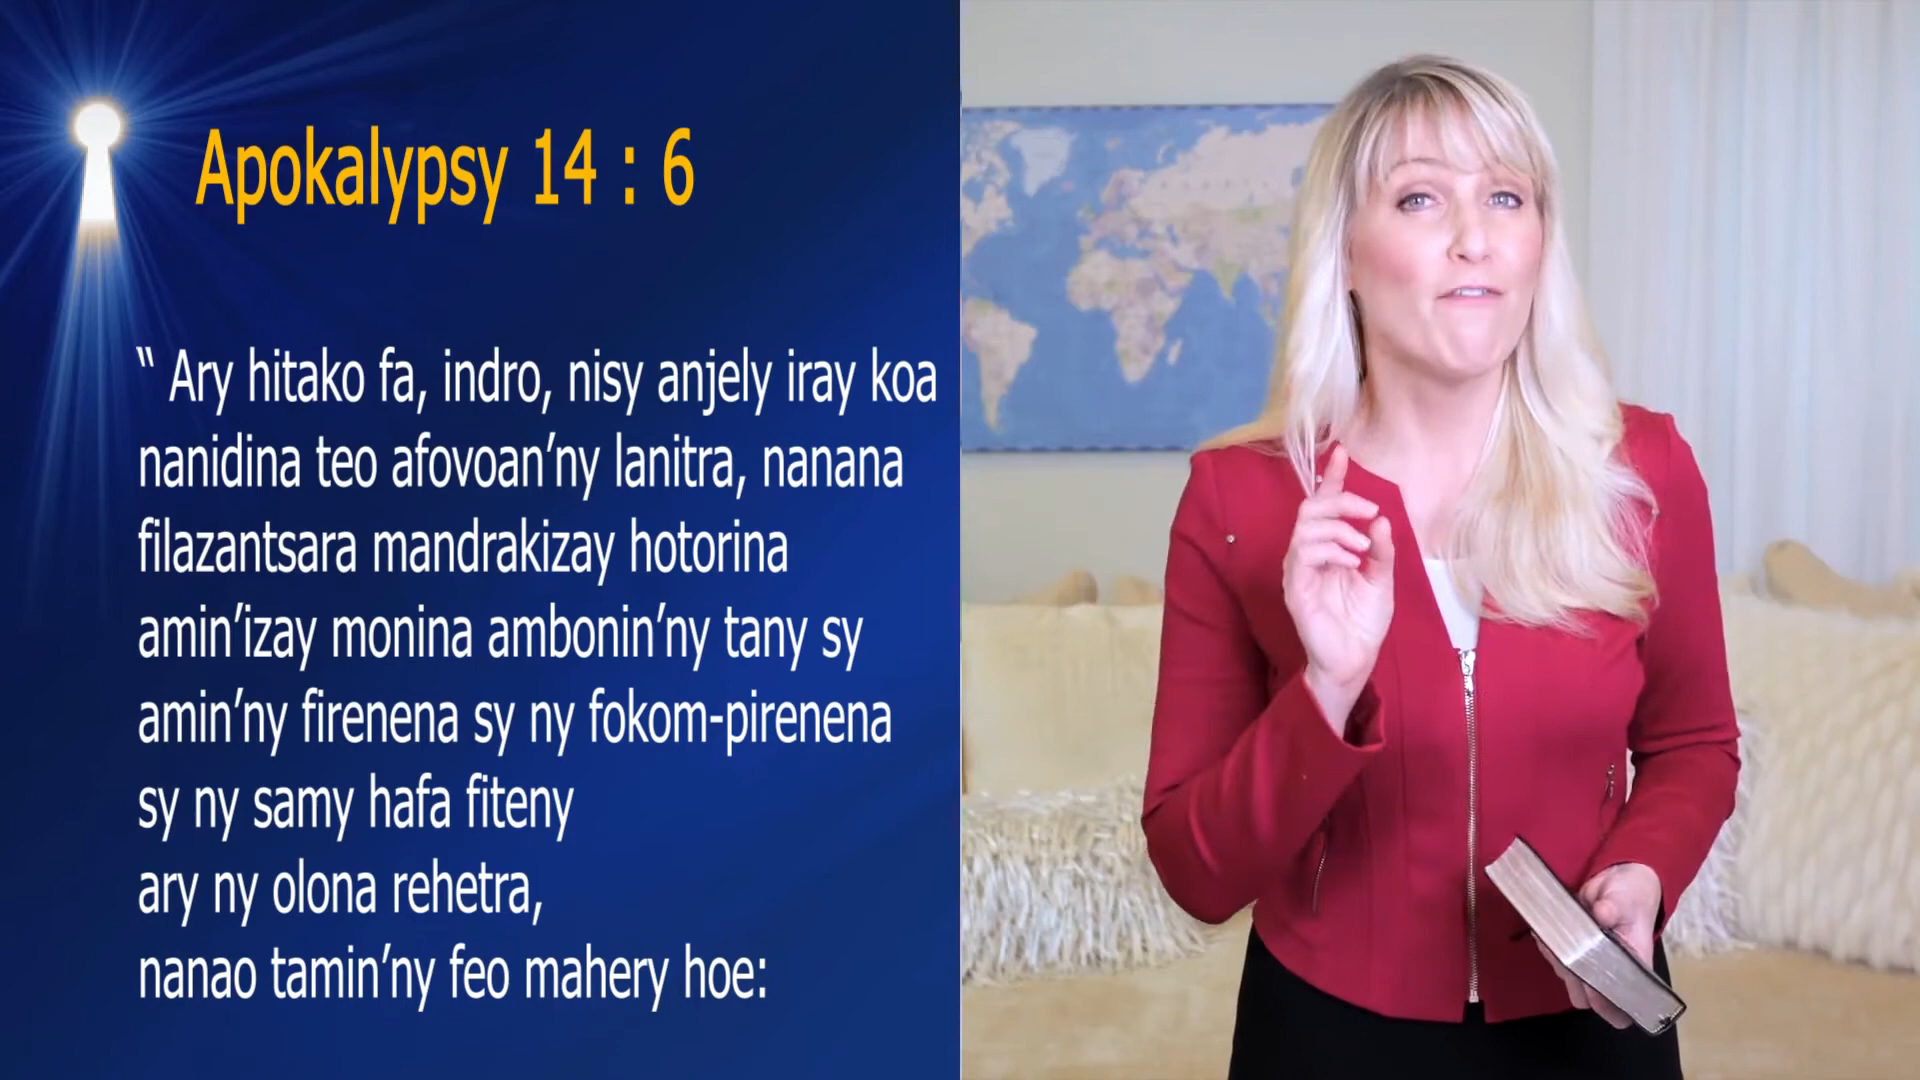 Apokalypsy 14 : 6
“ Ary hitako fa, indro, nisy anjely iray koa
nanidina teo afovoan’ny lanitra, nanana
filazantsara mandrakizay hotorina
amin’izay monina ambonin’ny tany sy
amin’ny firenena sy ny fokom-pirenena
sy ny samy hafa fiteny
ary ny olona rehetra,
nanao tamin’ny feo mahery hoe: